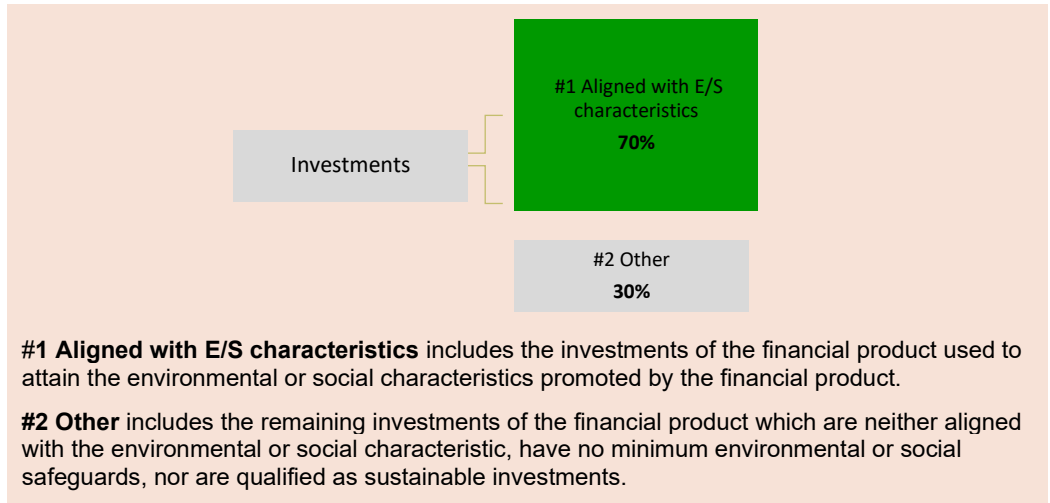 #1 Aligned with E/S
characteristics
70%
Investments
#2 Other
30%
#1 Aligned with E/S characteristics includes the investments of the financial product used to
attain the environmental or social characteristics promoted by the financial product.
#2 Other includes the remaining investments of the financial product which are neither aligned
with the environmental or social characteristic, have no minimum environmental or social
safeguards, nor are qualified as sustainable investments.